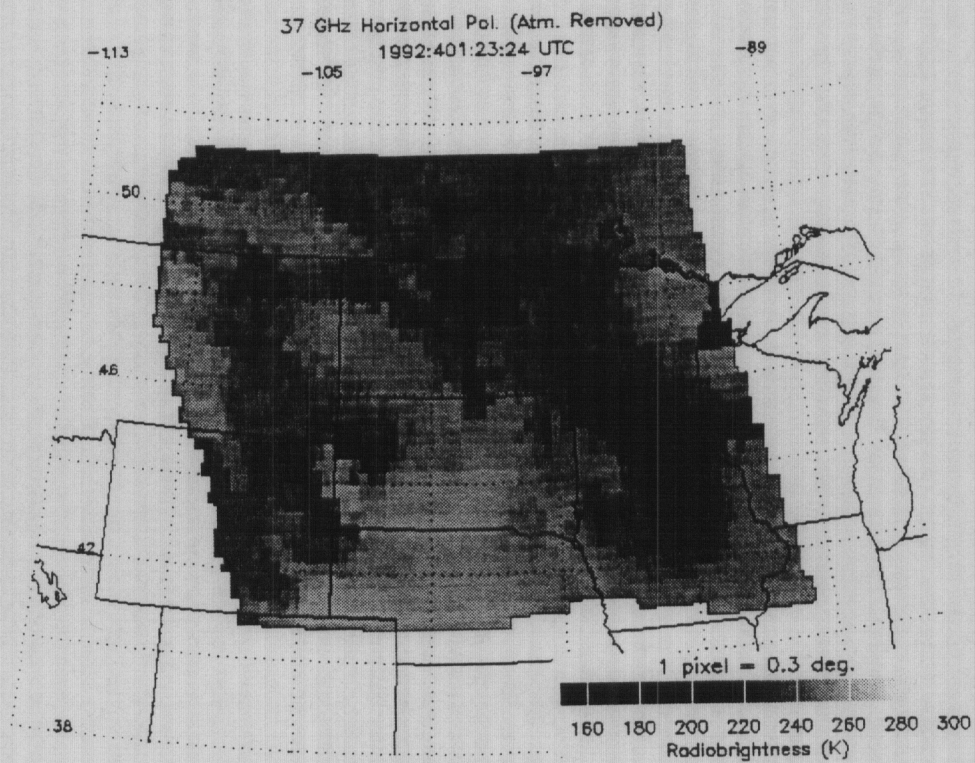 37 GHz Horizontal Pol. (Atm. Removed)
1992:401:23:24 UTC
-113
-105
-97
-89
50
46
42
38
1 pixel = 0.3 deg.
160 180 200 220 240 260 280 300
Radiobrightness (K)